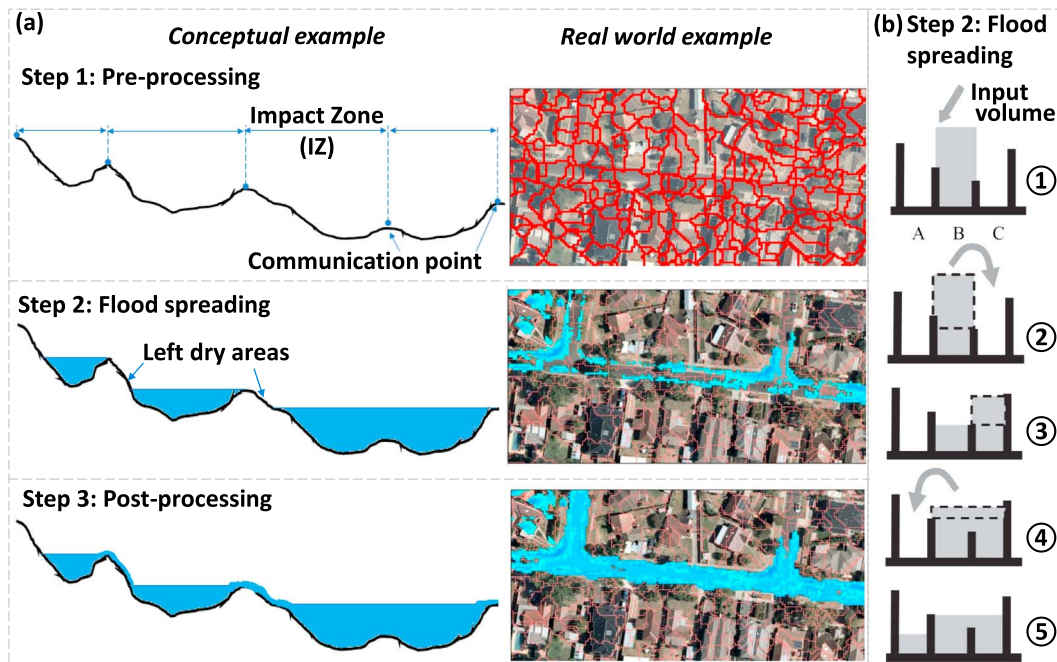 (a)
Conceptual example
Real world example
Step 1: Pre-processing
Impact Zone
(IZ)
Communication point
Step 2: Flood spreading
Left dry areas
Step 3: Post-processing
(b) Step 2: Flood
spreading
Input
volume
1
A B C
2
3
4
5